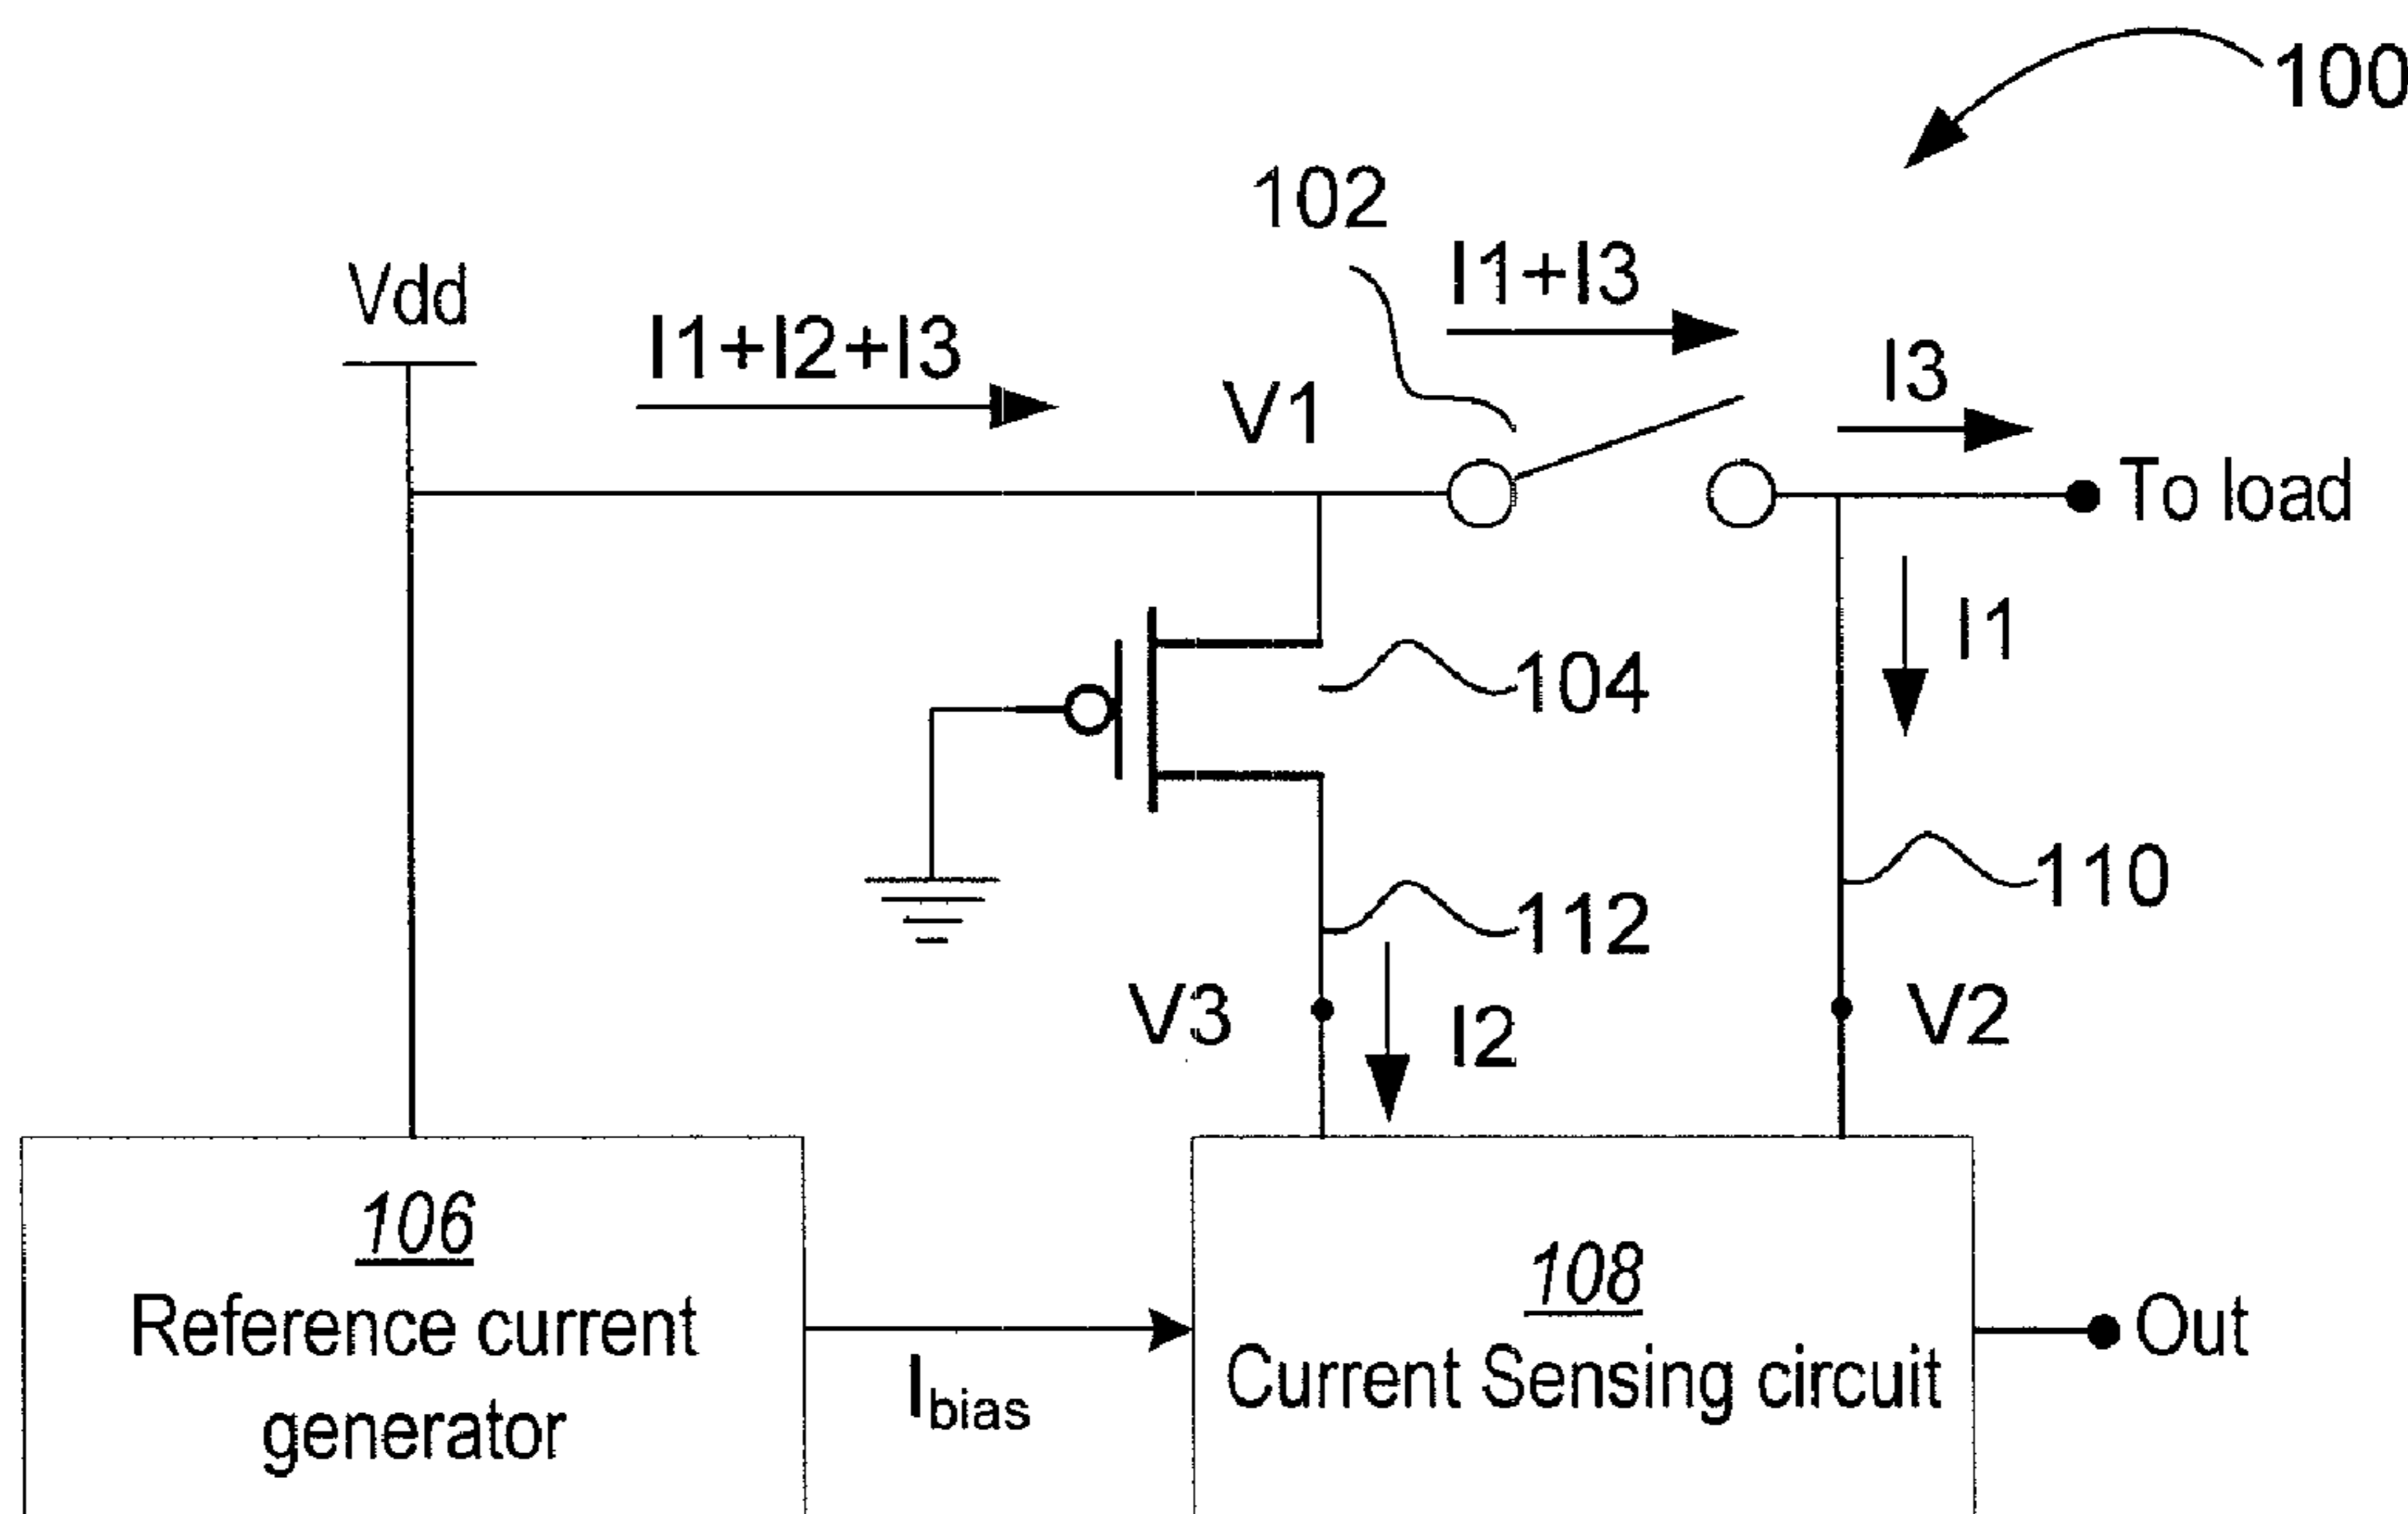 100
102
I1+I3
Vdd
I1+I2+I3
V1
I3
To load
104
I1
110
112
V3
I2
V2
106
Reference current
generator
Ibias
108
Current Sensing circuit
Out